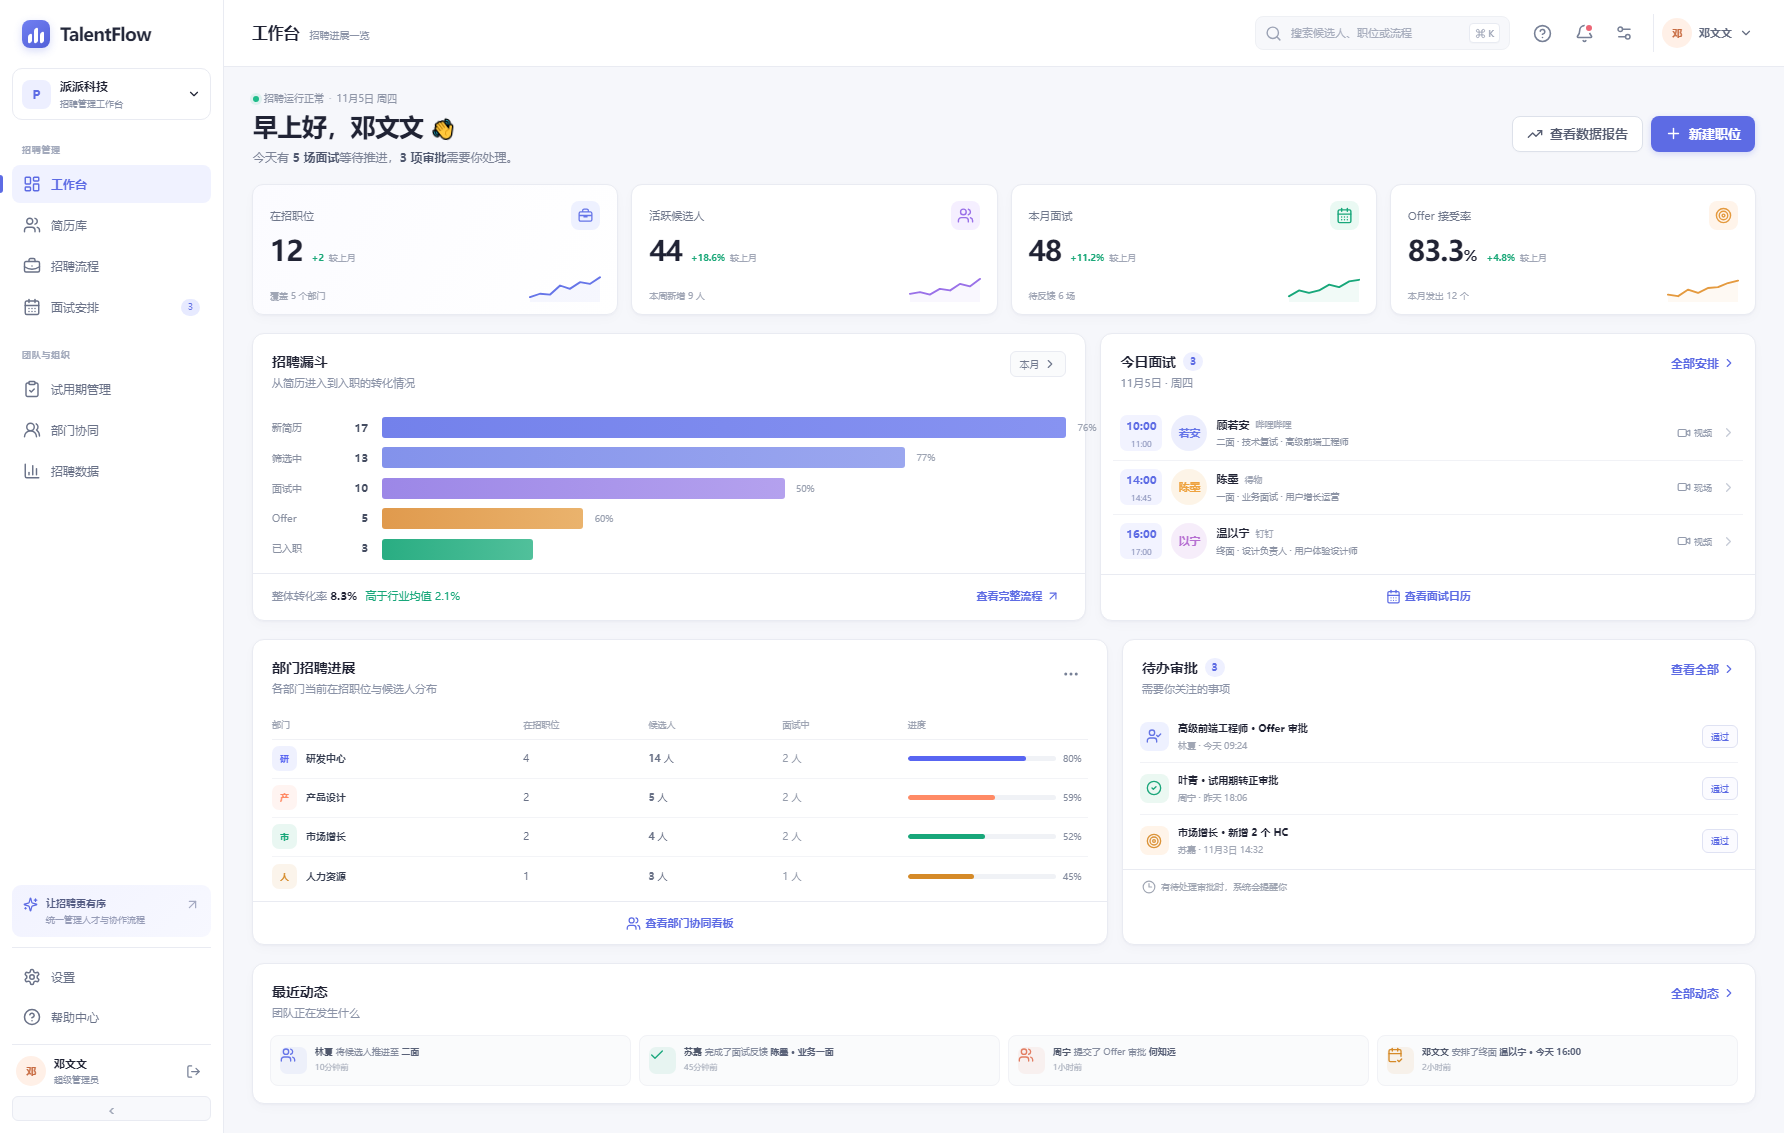 TalentFlow
P
派派科技
招聘管理工作台
招聘管理
工作台
简历库
招聘流程
面试安排
3
团队与组织
试用期管理
部门协同
招聘数据
让招聘更有序
统一管理人才与协作流程
设置
帮助中心
邓
邓文文
超级管理员
‹
工作台 招聘进展一览
搜索候选人、职位或流程
⌘ K
邓
邓文文
招聘运行正常 · 11月5日 周四
早上好，邓文文 👋
今天有 5 场面试等待推进，3 项审批需要你处理。
查看数据报告
新建职位
在招职位
12 +2 较上月
覆盖 5 个部门
活跃候选人
44 +18.6% 较上月
本周新增 9 人
本月面试
48 +11.2% 较上月
待反馈 6 场
Offer 接受率
83.3% +4.8% 较上月
本月发出 12 个
招聘漏斗
从简历进入到入职的转化情况
本月
新简历 17 76%
筛选中 13 77%
面试中 10 50%
Offer 5 60%
已入职 3
整体转化率 8.3% 高于行业均值 2.1%
查看完整流程
今日面试 3
11月5日 · 周四
全部安排
10:00
11:00
若安
顾若安 哔哩哔哩
二面 · 技术复试 · 高级前端工程师
视频
14:00
14:45
陈墨
陈墨 得物
一面 · 业务面试 · 用户增长运营
现场
16:00
17:00
以宁
温以宁 钉钉
终面 · 设计负责人 · 用户体验设计师
视频
查看面试日历
部门招聘进展
各部门当前在招职位与候选人分布
部门 在招职位 候选人 面试中 进度
研 研发中心 4 14 人 2 人 80%
产 产品设计 2 5 人 2 人 59%
市 市场增长 2 4 人 2 人 52%
人 人力资源 1 3 人 1 人 45%
查看部门协同看板
待办审批 3
需要你关注的事项
查看全部
高级前端工程师 • Offer 审批
林夏 · 今天 09:24
通过
叶青 • 试用期转正审批
周宁 · 昨天 18:06
通过
市场增长 • 新增 2 个 HC
苏嘉 · 11月3日 14:32
通过
有待处理审批时，系统会提醒你
最近动态
团队正在发生什么
全部动态
林夏 将候选人推进至 二面
10分钟前
苏嘉 完成了面试反馈 陈墨 • 业务一面
45分钟前
周宁 提交了 Offer 审批 何知远
1小时前
邓文文 安排了终面 温以宁 • 今天 16:00
2小时前